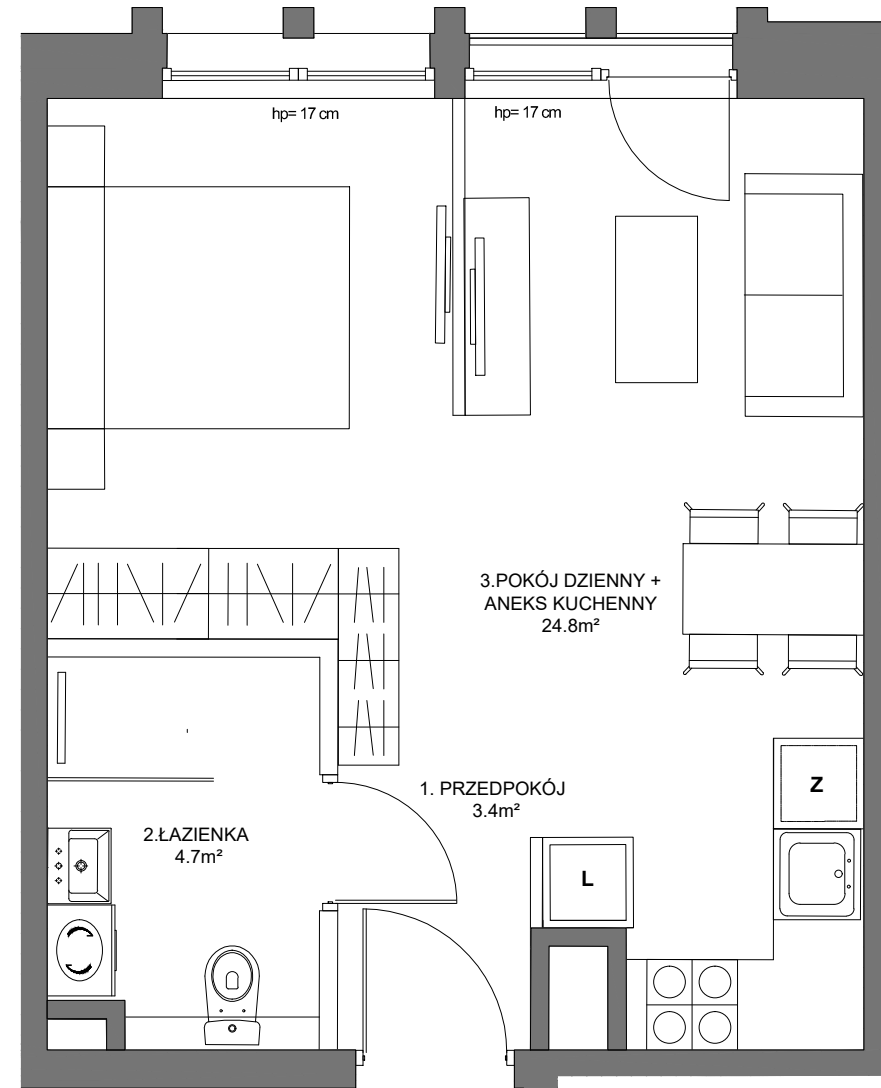 hp= 17 cm
hp= 17 cm
3.POKÓJ DZIENNY +
ANEKS KUCHENNY
24.8m²
1. PRZEDPOKÓJ
3.4m²
Z
2.ŁAZIENKA
4.7m²
L